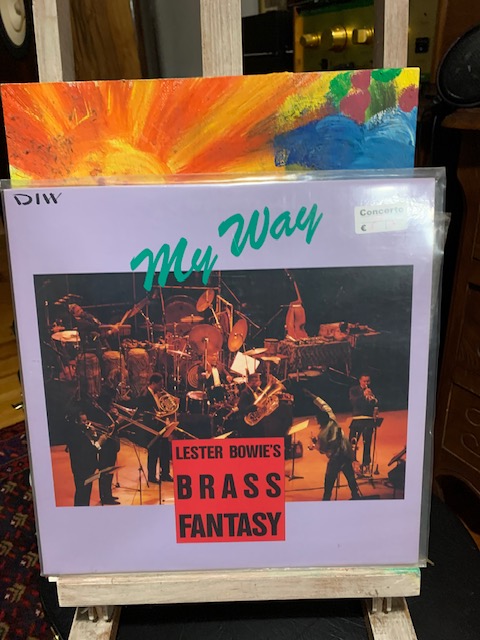 DIW
Concerto
€
My Way
LESTER BOWIE'S
BRASS
FANTASY